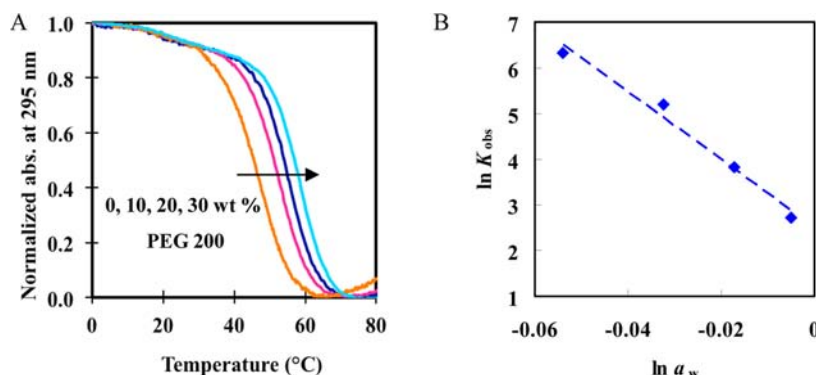 A
Normalized abs. at 295 nm
1.0
0.8
0.6
0.4
0.2
0.0
0, 10, 20, 30 wt %
PEG 200
0 20 40 60 80
Temperature (°C)
B
ln K obs
7
6
5
4
3
2
1
-0.06 -0.04 -0.02 0
ln a w